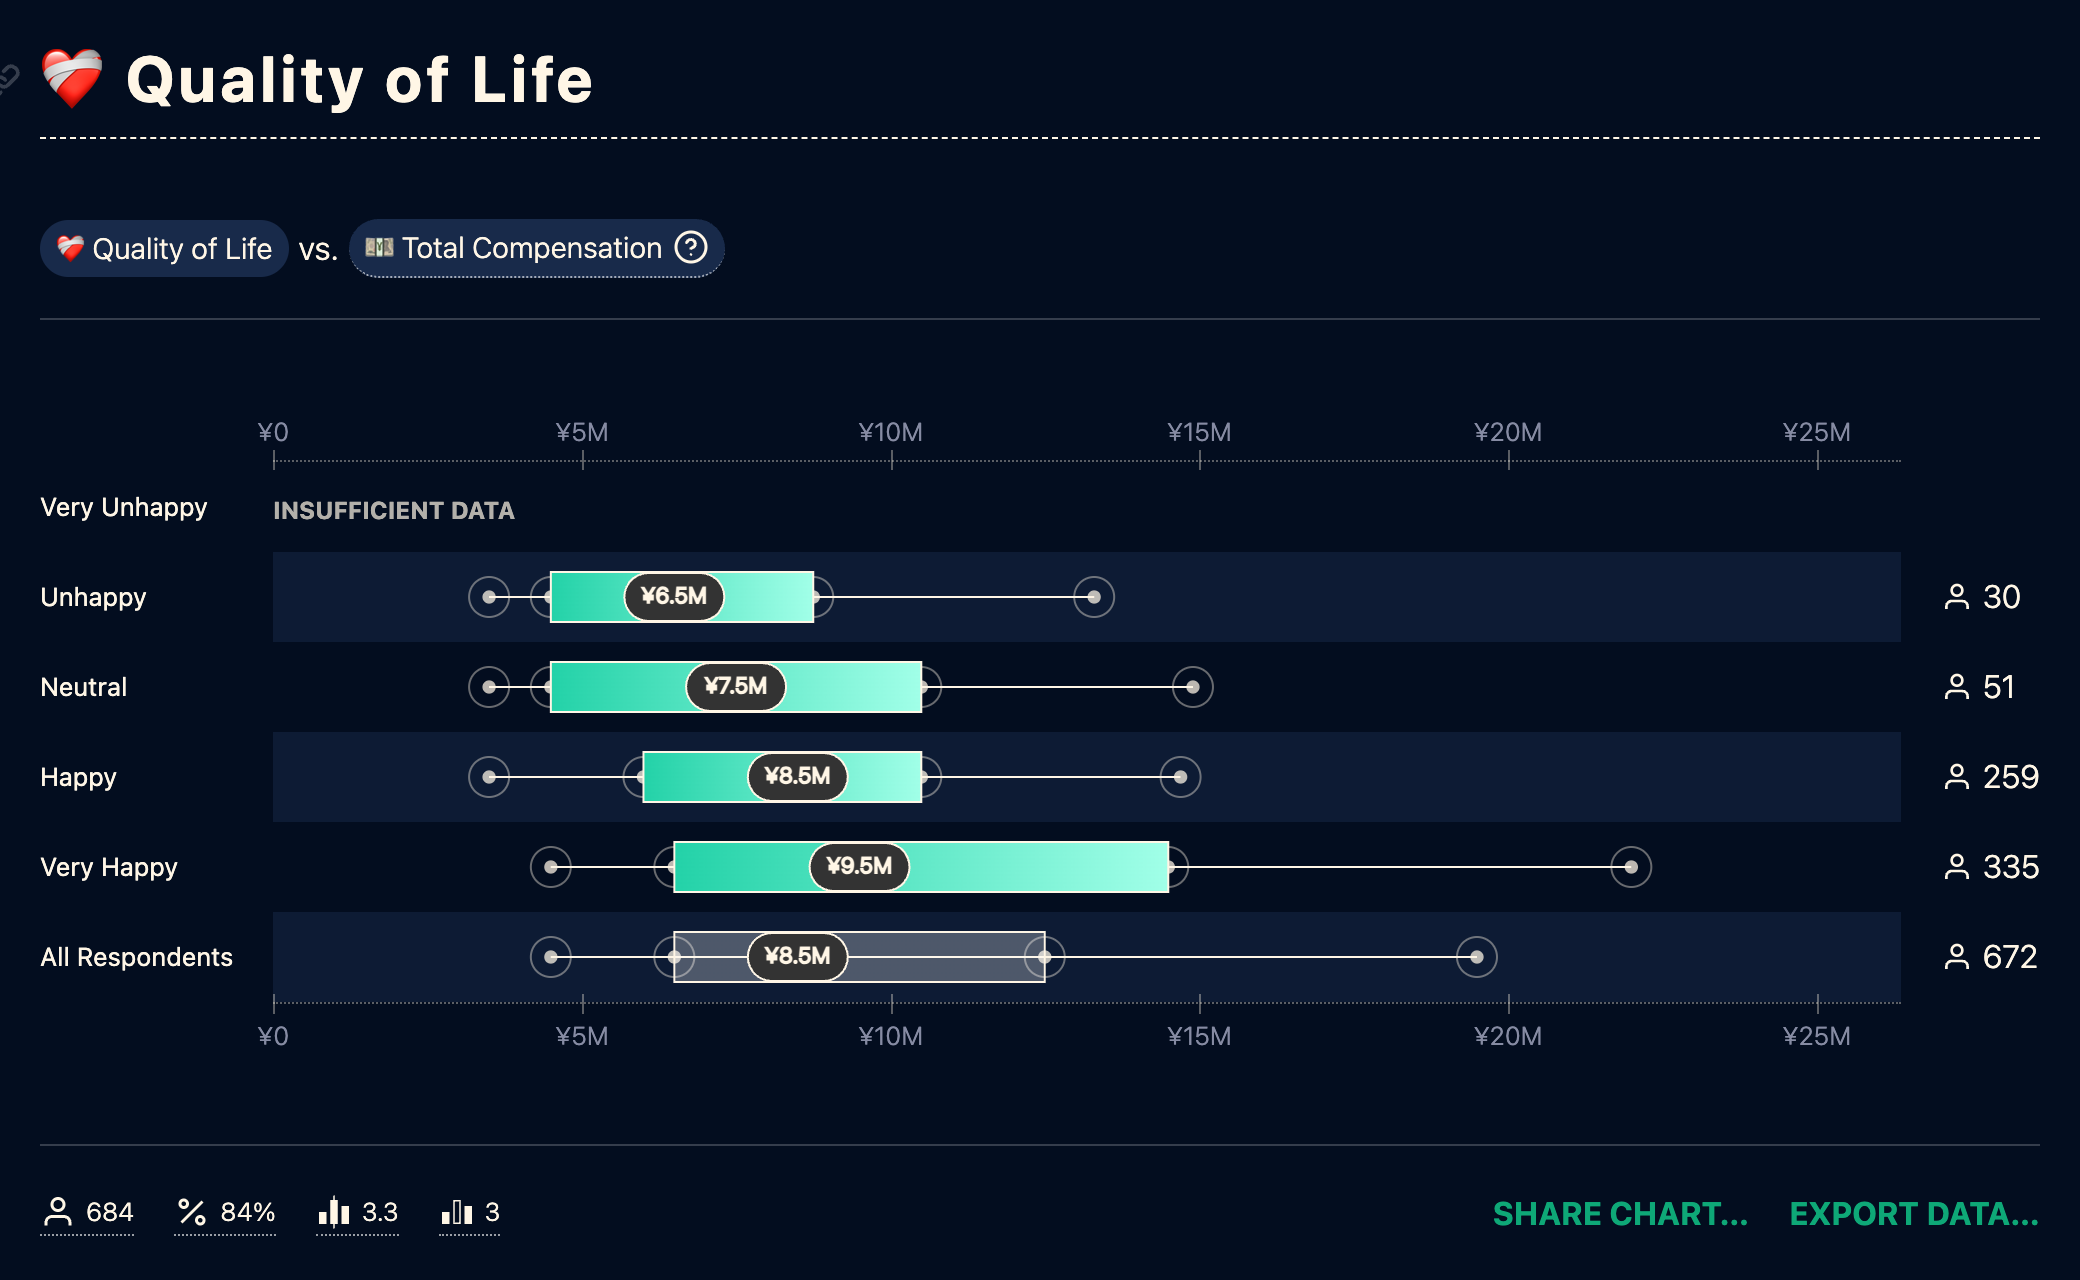 Quality of Life
Quality of Life vs. Total Compensation ?
¥0 ¥5M ¥10M ¥15M ¥20M ¥25M
Very Unhappy INSUFFICIENT DATA
Unhappy ¥6.5M 30
Neutral ¥7.5M 51
Happy ¥8.5M 259
Very Happy ¥9.5M 335
All Respondents ¥8.5M 672
¥0 ¥5M ¥10M ¥15M ¥20M ¥25M
684 % 84% 3.3 3 SHARE CHART... EXPORT DATA...